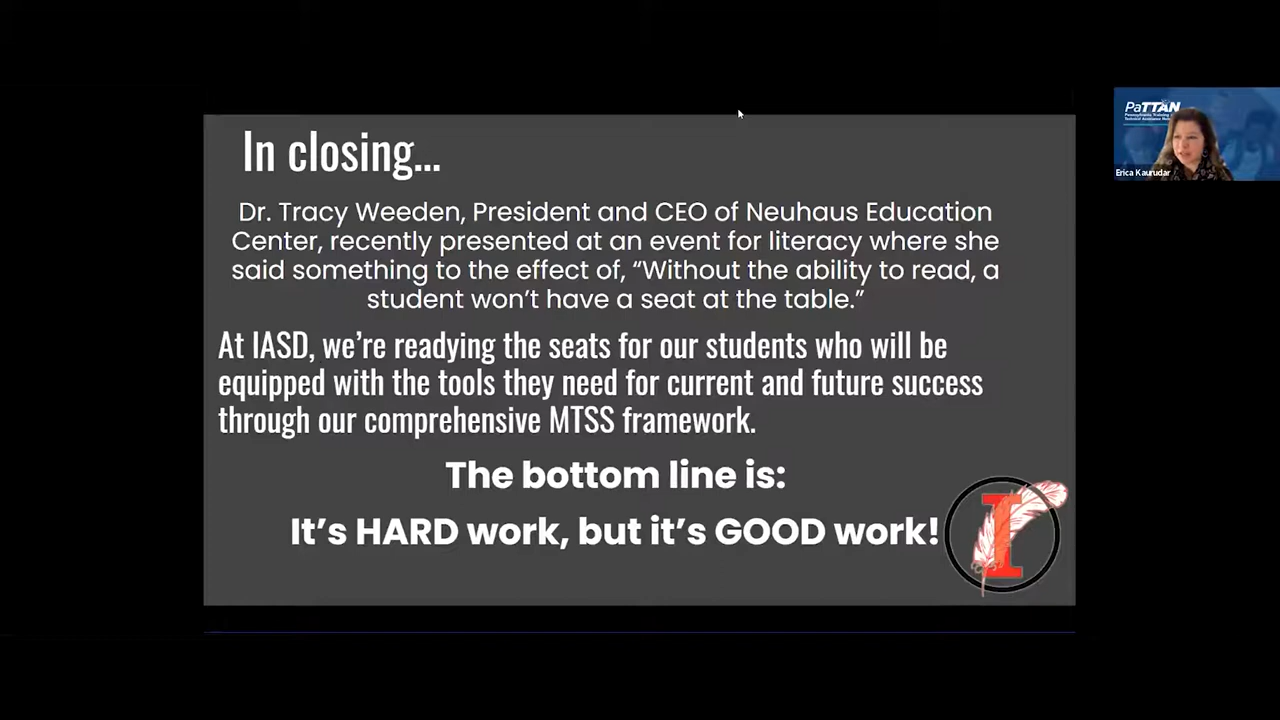 In closing...
Dr. Tracy Weeden, President and CEO of Neuhaus Education
Center, recently presented at an event for literacy where she
said something to the effect of, “Without the ability to read, a
student won’t have a seat at the table.”
At IASD, we’re readying the seats for our students who will be
equipped with the tools they need for current and future success
through our comprehensive MTSS framework.
The bottom line is:
It’s HARD work, but it’s GOOD work!
I
PaTTAN
Pennsylvania Training
Technical Assistance
Erica Kaurudar